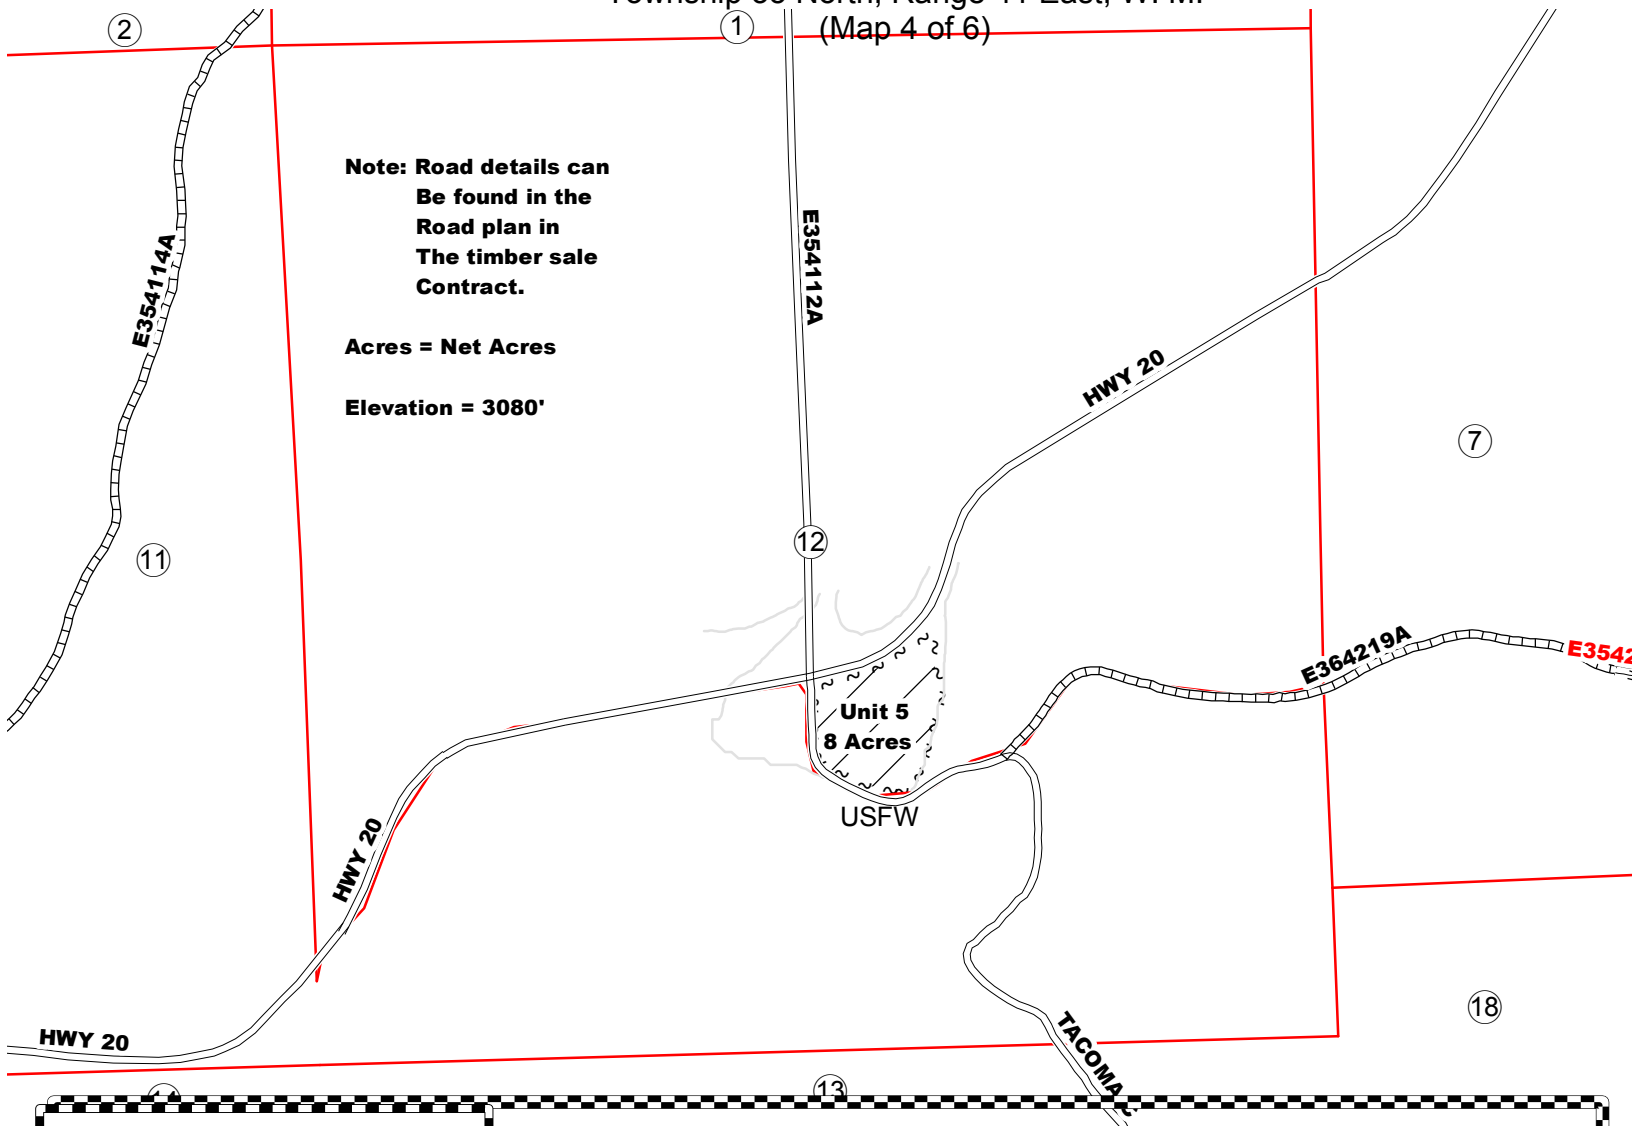 (Map 4 of 6)
2
1
Note: Road details can
Be found in the
Road plan in
The timber sale
Contract.
Acres = Net Acres
Elevation = 3080'
E354114A
E354112A
HWY 20
7
12
11
E364219A
E3542
Unit 5
8 Acres
USFW
HWY 20
18
HWY 20
TACOMA
13